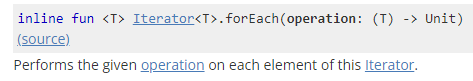 inline fun <T> Iterator<T>.forEach(operation: (T) -> Unit)
(source)
Performs the given operation on each element of this Iterator.